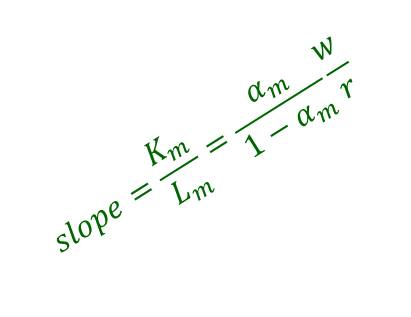 slope = K_m / L_m = α_m / (1 − α_m) w / r